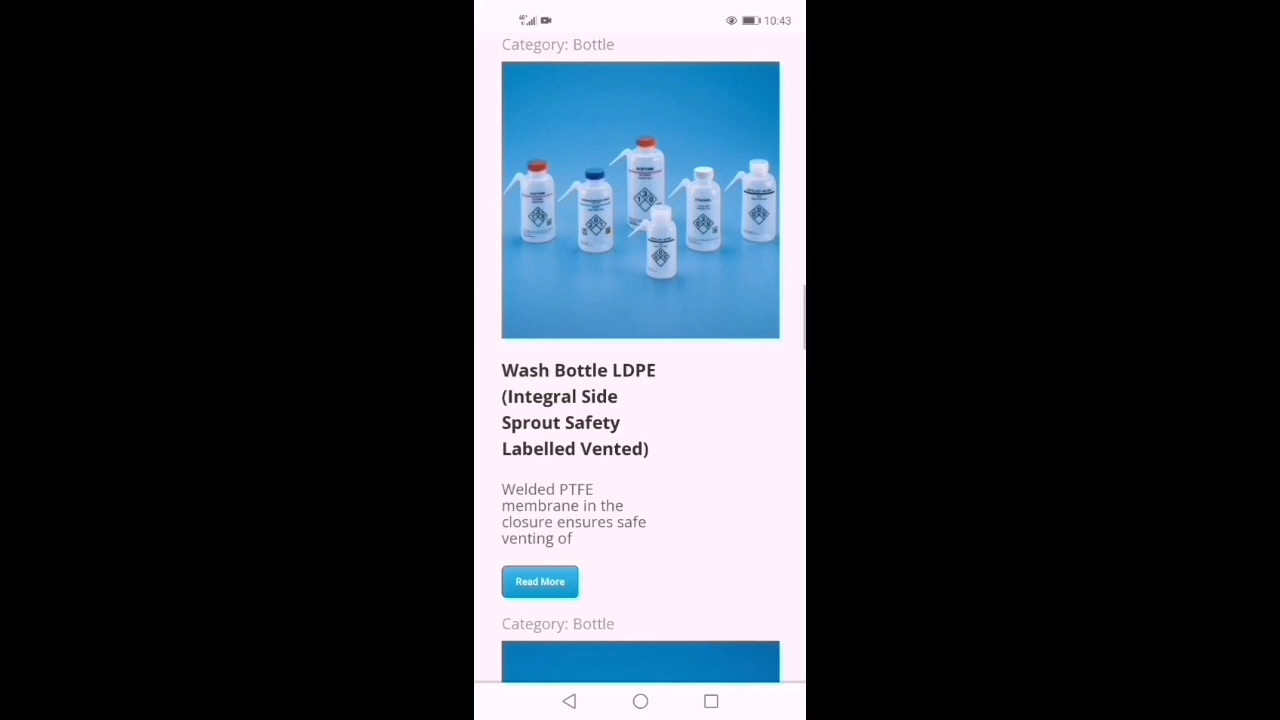 10:43
Category: Bottle
Wash Bottle LDPE
(Integral Side
Sprout Safety
Labelled Vented)
Welded PTFE
membrane in the
closure ensures safe
venting of
Read More
Category: Bottle